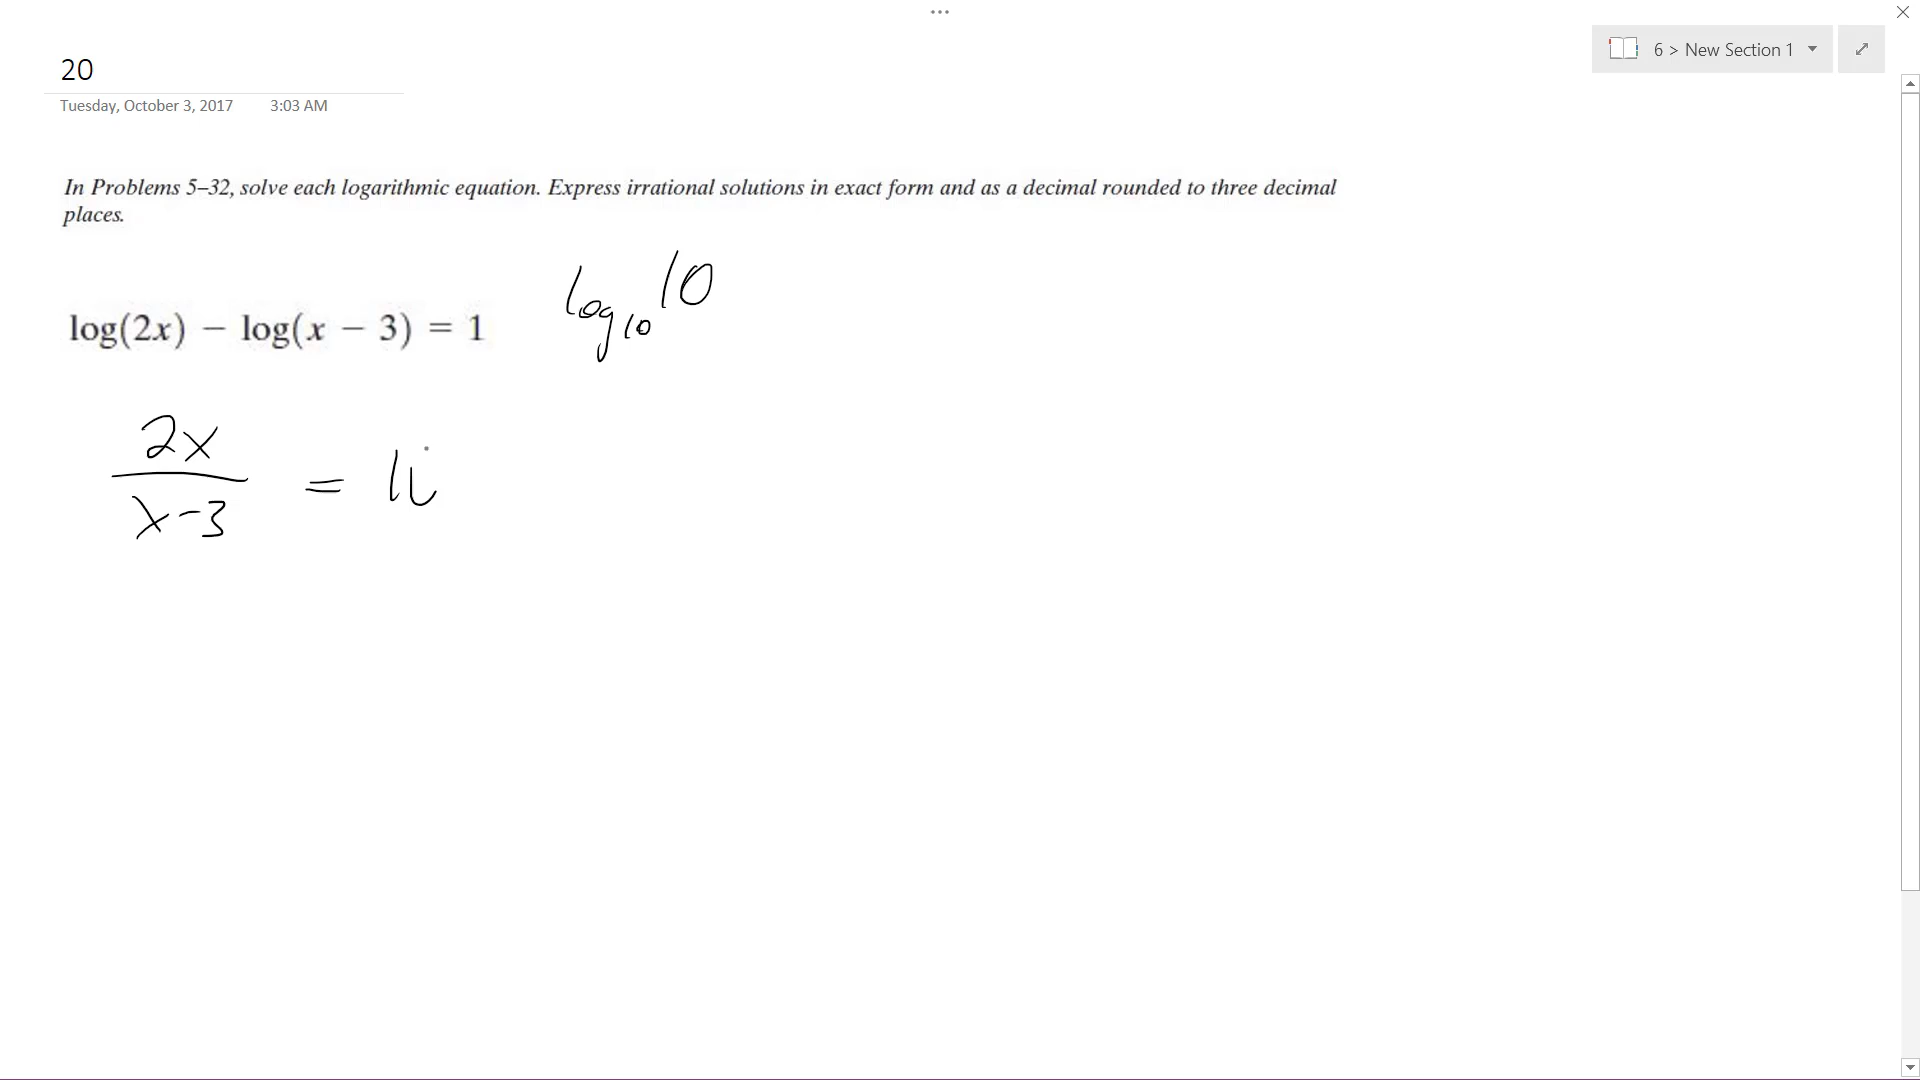 6 > New Section 1
20
Tuesday, October 3, 2017 3:03 AM
In Problems 5–32, solve each logarithmic equation. Express irrational solutions in exact form and as a decimal rounded to three decimal
places.
log(2x) − log(x − 3) = 1
log₁₀10
2x
x-3
=